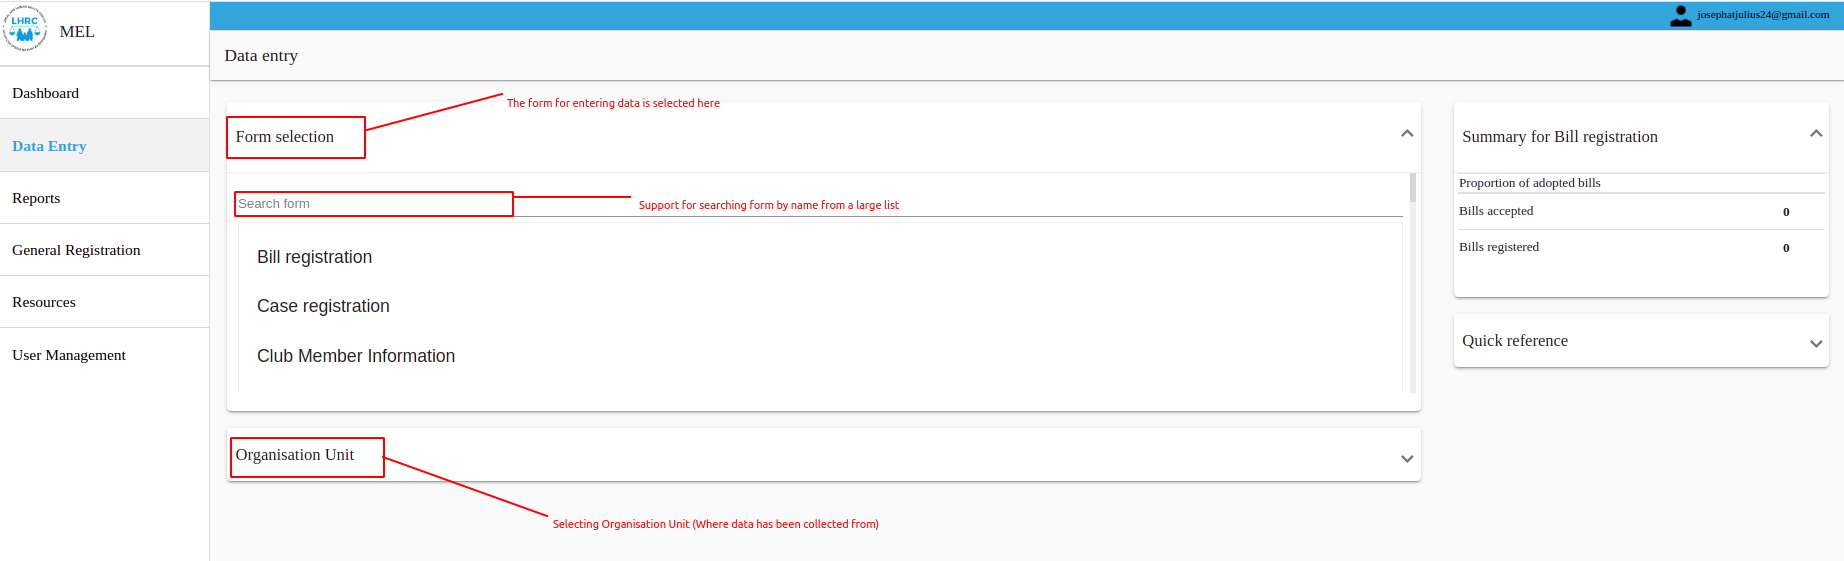 LHRC
MEL
josephatjulius24@gmail.com
Data entry
Dashboard
Data Entry
Reports
General Registration
Resources
User Management
The form for entering data is selected here
Form selection
Search form
Support for searching form by name from a large list
Bill registration
Case registration
Club Member Information
Organisation Unit
Selecting Organisation Unit (Where data has been collected from)
Summary for Bill registration
Proportion of adopted bills
Bills accepted 0
Bills registered 0
Quick reference